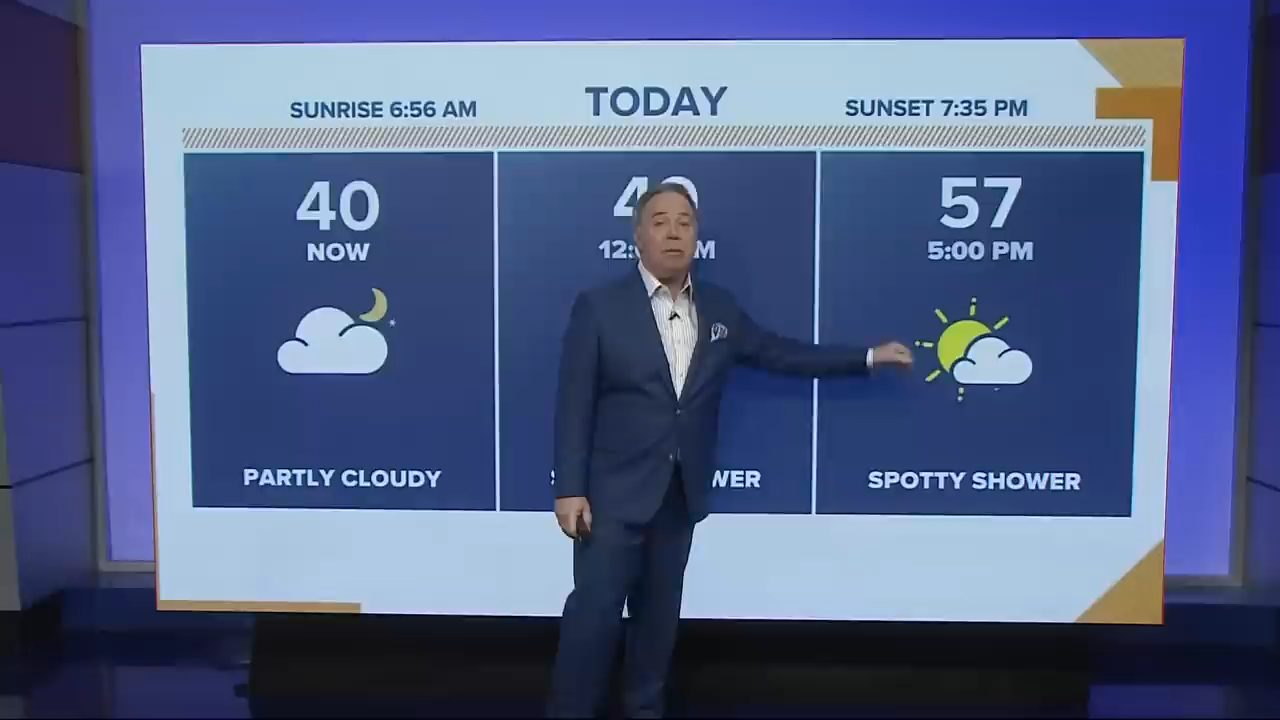 TODAY
SUNRISE 6:56 AM
SUNSET 7:35 PM
40
NOW
PARTLY CLOUDY
57
5:00 PM
SPOTTY SHOWER